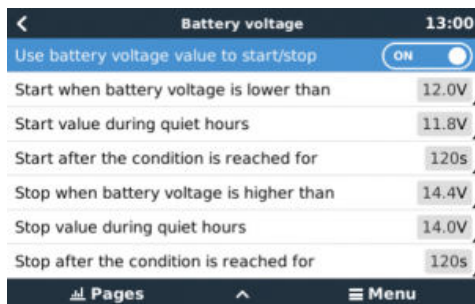 Battery voltage 13:00
Use battery voltage value to start/stop ON
Start when battery voltage is lower than 12.0V
Start value during quiet hours 11.8V
Start after the condition is reached for 120s
Stop when battery voltage is higher than 14.4V
Stop value during quiet hours 14.0V
Stop after the condition is reached for 120s
Pages Menu